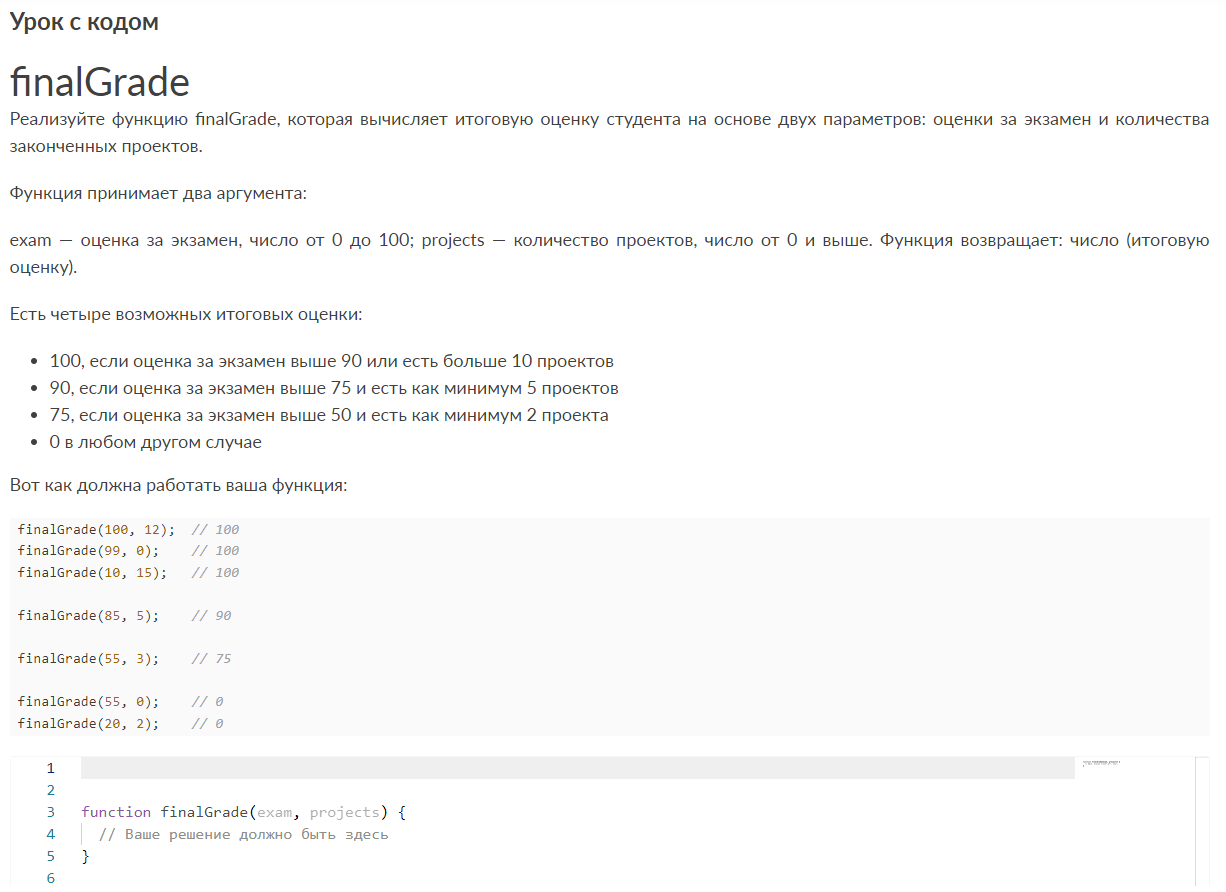 Урок с кодом
finalGrade
Реализуйте функцию finalGrade, которая вычисляет итоговую оценку студента на основе двух параметров: оценки за экзамен и количества
законченных проектов.
Функция принимает два аргумента:
exam — оценка за экзамен, число от 0 до 100; projects — количество проектов, число от 0 и выше. Функция возвращает: число (итоговую
оценку).
Есть четыре возможных итоговых оценки:
• 100, если оценка за экзамен выше 90 или есть больше 10 проектов
• 90, если оценка за экзамен выше 75 и есть как минимум 5 проектов
• 75, если оценка за экзамен выше 50 и есть как минимум 2 проекта
• 0 в любом другом случае
Вот как должна работать ваша функция:
finalGrade(100, 12);  // 100
finalGrade(99, 0);    // 100
finalGrade(10, 15);   // 100
finalGrade(85, 5);    // 90
finalGrade(55, 3);    // 75
finalGrade(55, 0);    // 0
finalGrade(20, 2);    // 0
1
2
3 function finalGrade(exam, projects) {
4   // Ваше решение должно быть здесь
5 }
6